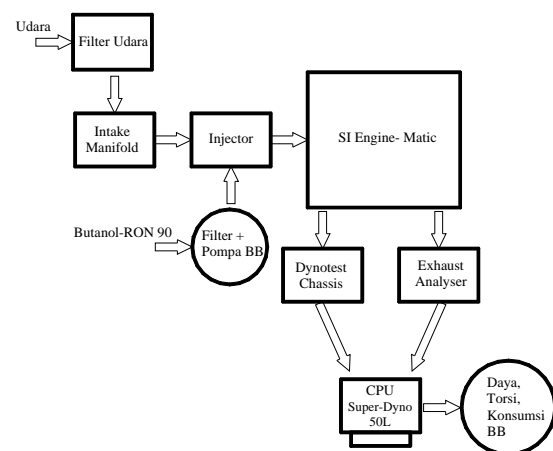 Udara
Filter Udara
Intake
Manifold
Injector
SI Engine- Matic
Butanol-RON 90
Filter +
Pompa BB
Dynotest
Chassis
Exhaust
Analyser
CPU
Super-Dyno
50L
Daya,
Torsi,
Konsumsi
BB